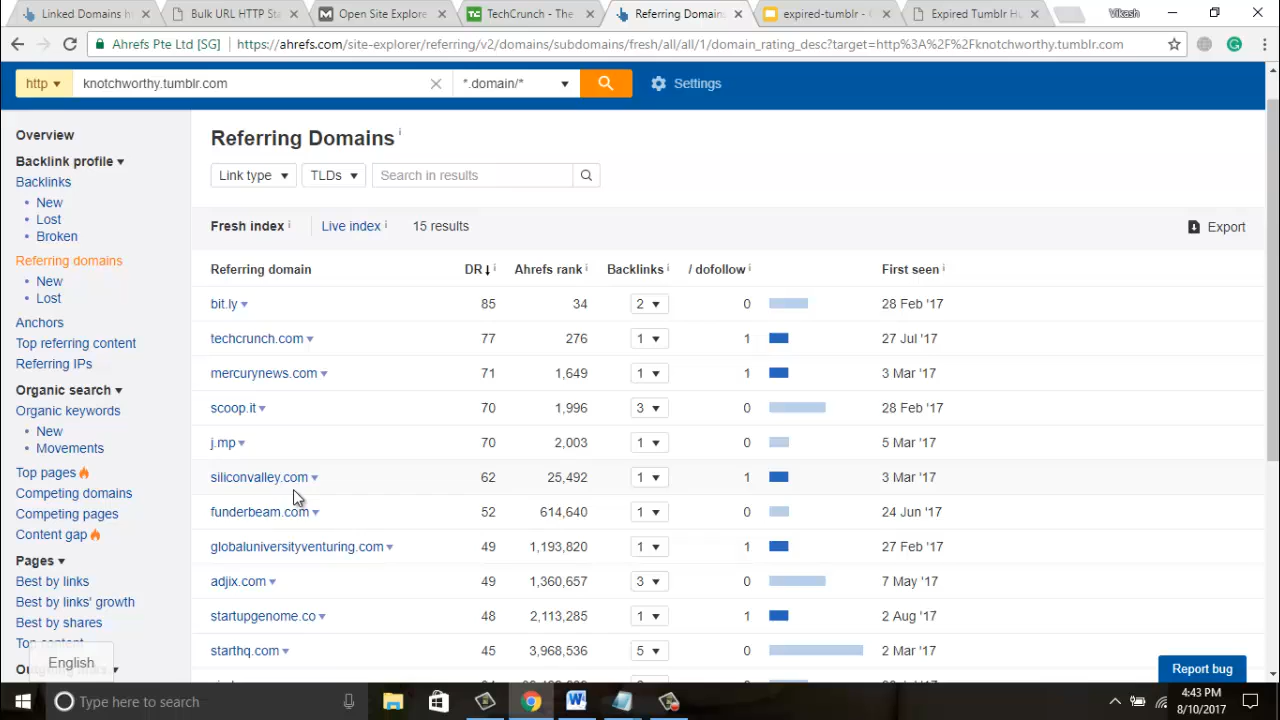 Linked Domains h
Bulk URL HTTP Sta
Open Site Explore
TechCrunch - The
Referring Domain
expired-tumblr - G
Expired Tumblr Hu
Vikash
Ahrefs Pte Ltd [SG]
https://ahrefs.com/site-explorer/referring/v2/domains/subdomains/fresh/all/all/1/domain_rating_desc?target=http%3A%2F%2Fknotchworthy.tumblr.com
http knotchworthy.tumblr.com *.domain/* Settings
Overview
Backlink profile
Backlinks
New
Lost
Broken
Referring domains
New
Lost
Anchors
Top referring content
Referring IPs
Organic search
Organic keywords
New
Movements
Top pages
Competing domains
Competing pages
Content gap
Pages
Best by links
Best by links' growth
Best by shares
English
Referring Domains
Link type TLDs Search in results
Fresh index Live index 15 results Export
Referring domain DR Ahrefs rank Backlinks / dofollow First seen
bit.ly 85 34 2 0 28 Feb '17
techcrunch.com 77 276 1 1 27 Jul '17
mercurynews.com 71 1,649 1 1 3 Mar '17
scoop.it 70 1,996 3 0 28 Feb '17
j.mp 70 2,003 1 0 5 Mar '17
siliconvalley.com 62 25,492 1 1 3 Mar '17
funderbeam.com 52 614,640 1 0 24 Jun '17
globaluniversityventuring.com 49 1,193,820 1 1 27 Feb '17
adjix.com 49 1,360,657 3 0 7 May '17
startupgenome.co 48 2,113,285 1 1 2 Aug '17
starthq.com 45 3,968,536 5 0 2 Mar '17
Report bug
Type here to search
4:43 PM
8/10/2017